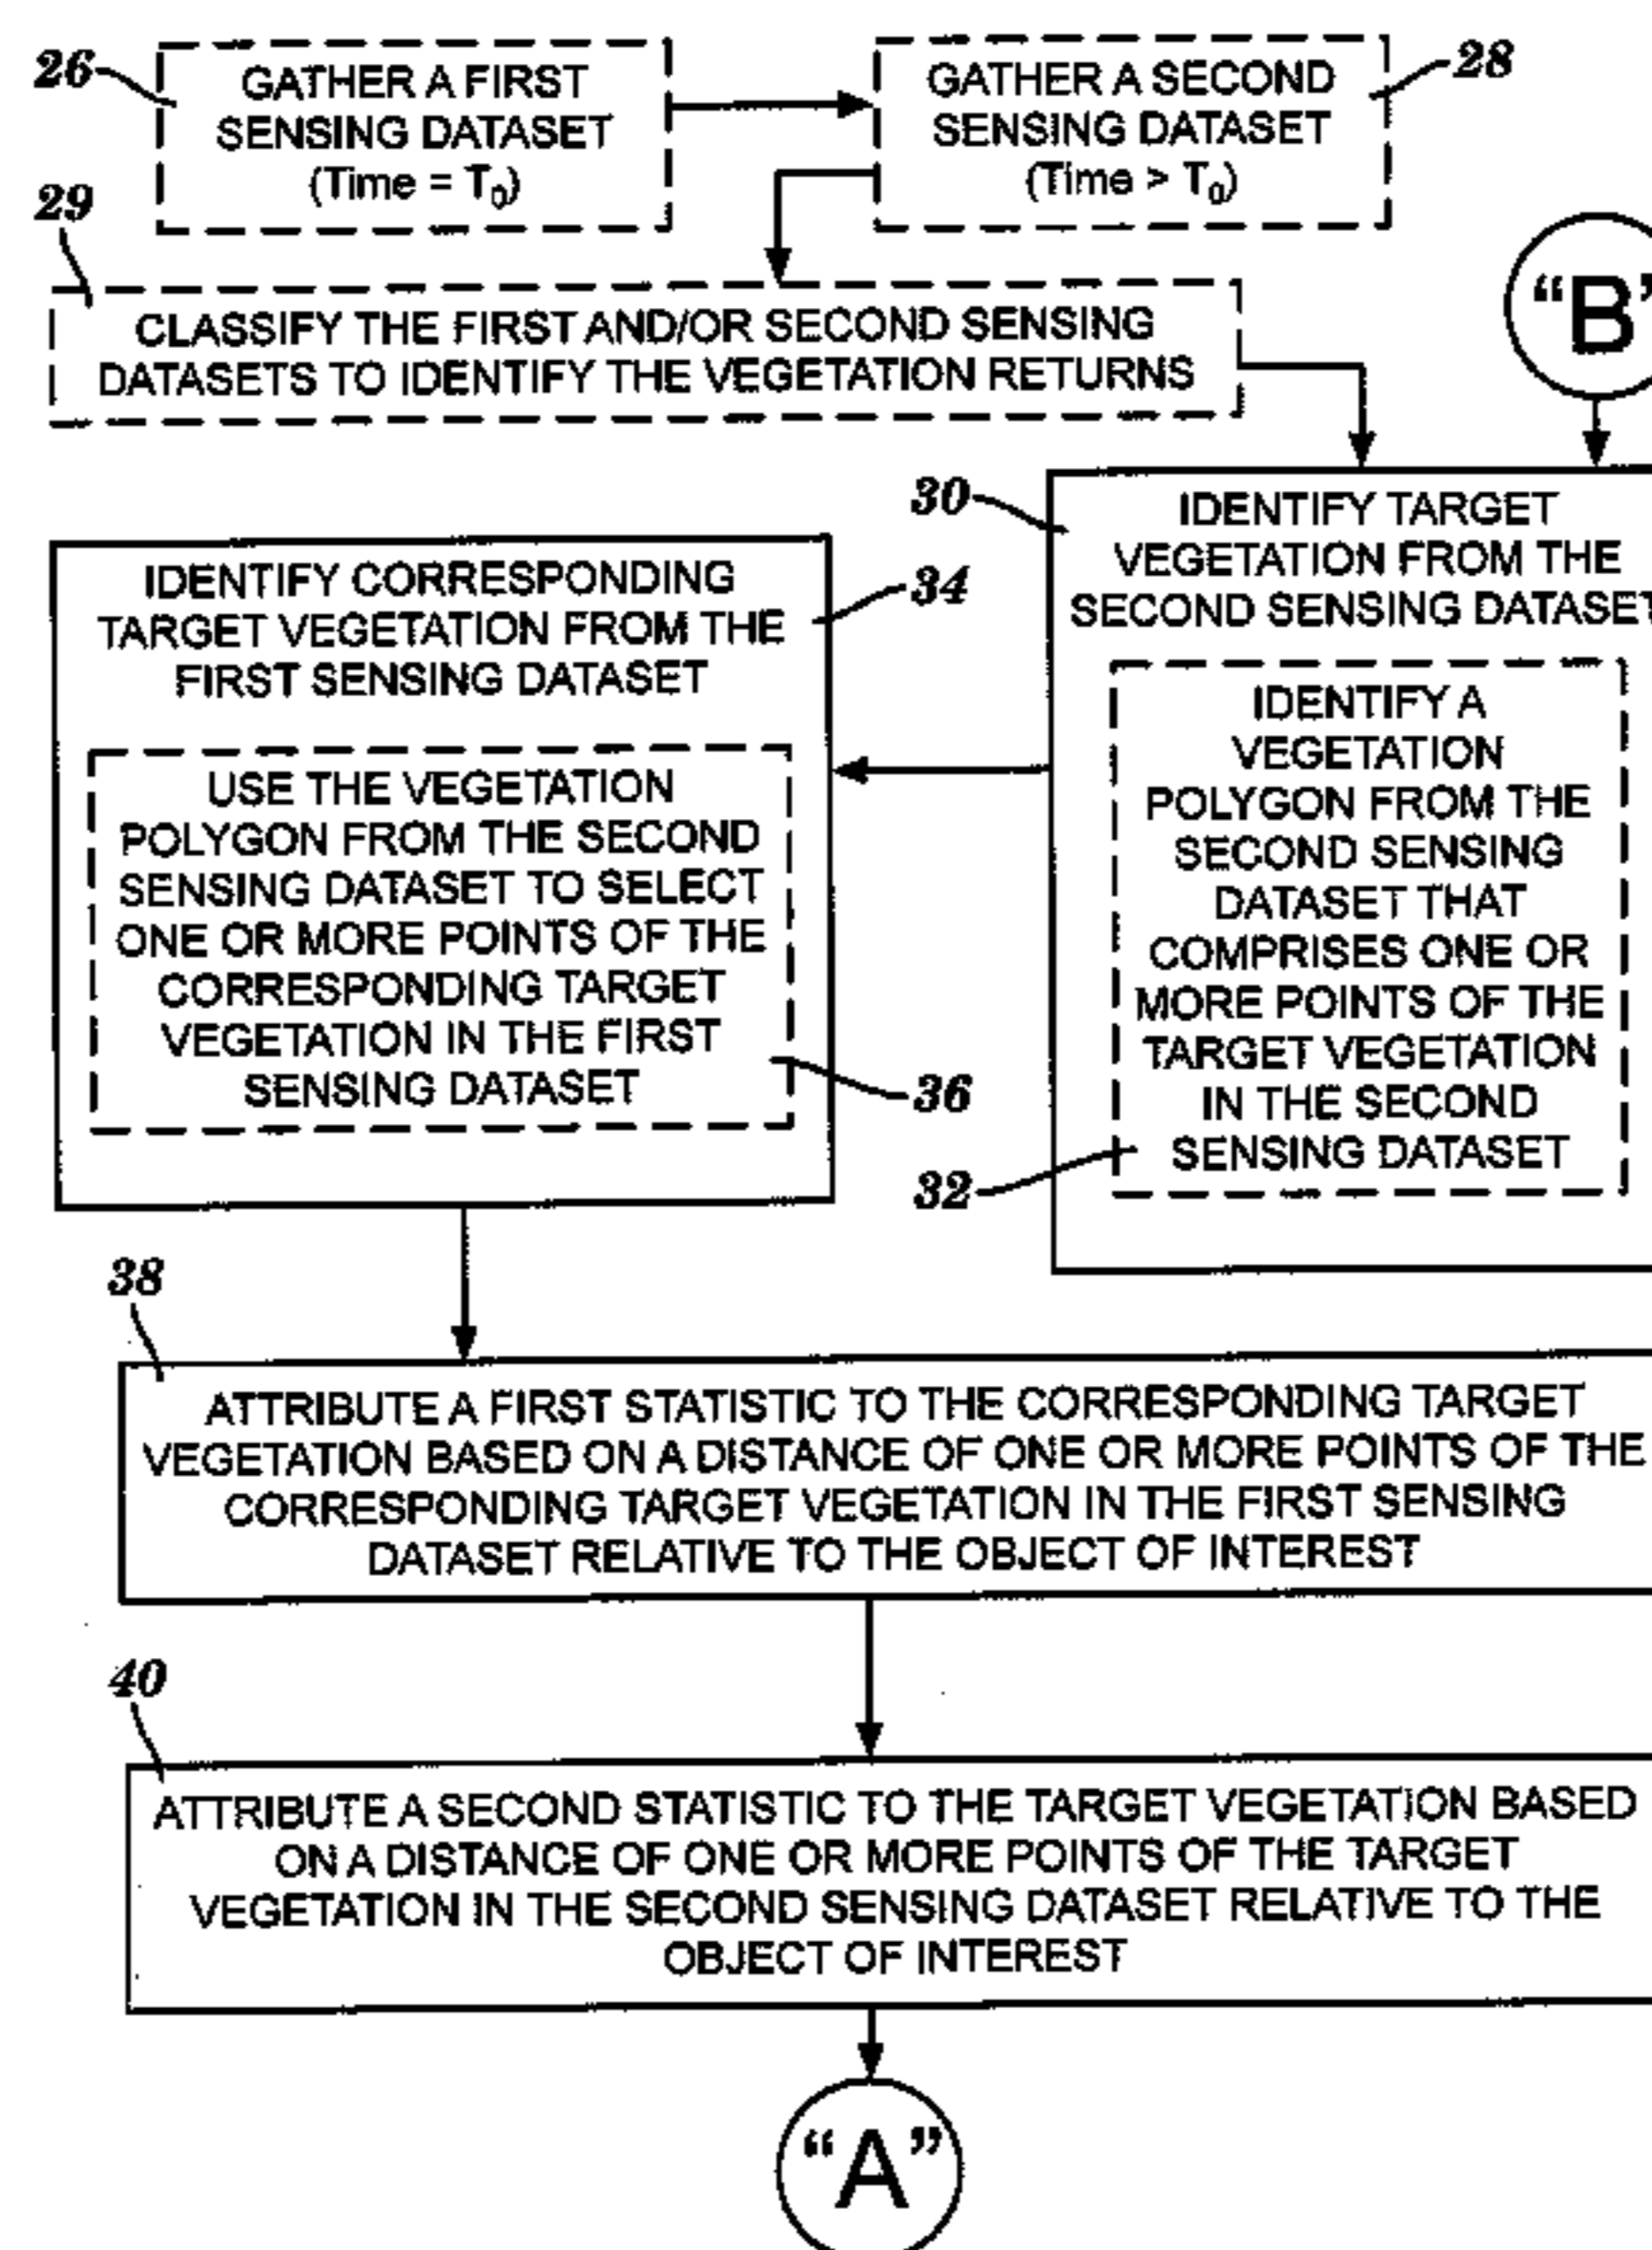 26
GATHER A FIRST
SENSING DATASET
(Time = T0)
GATHER A SECOND
SENSING DATASET
(Time > T0)
28
29
CLASSIFY THE FIRST AND/OR SECOND SENSING
DATASETS TO IDENTIFY THE VEGETATION RETURNS
“B”
30
IDENTIFY TARGET
VEGETATION FROM THE
SECOND SENSING DATASET
IDENTIFY A
VEGETATION
POLYGON FROM THE
SECOND SENSING
DATASET THAT
COMPRISES ONE OR
MORE POINTS OF THE
TARGET VEGETATION
IN THE SECOND
SENSING DATASET
32
IDENTIFY CORRESPONDING
TARGET VEGETATION FROM THE
FIRST SENSING DATASET
34
USE THE VEGETATION
POLYGON FROM THE SECOND
SENSING DATASET TO SELECT
ONE OR MORE POINTS OF THE
CORRESPONDING TARGET
VEGETATION IN THE FIRST
SENSING DATASET
36
38
ATTRIBUTE A FIRST STATISTIC TO THE CORRESPONDING TARGET
VEGETATION BASED ON A DISTANCE OF ONE OR MORE POINTS OF THE
CORRESPONDING TARGET VEGETATION IN THE FIRST SENSING
DATASET RELATIVE TO THE OBJECT OF INTEREST
40
ATTRIBUTE A SECOND STATISTIC TO THE TARGET VEGETATION BASED
ON A DISTANCE OF ONE OR MORE POINTS OF THE TARGET
VEGETATION IN THE SECOND SENSING DATASET RELATIVE TO THE
OBJECT OF INTEREST
“A”